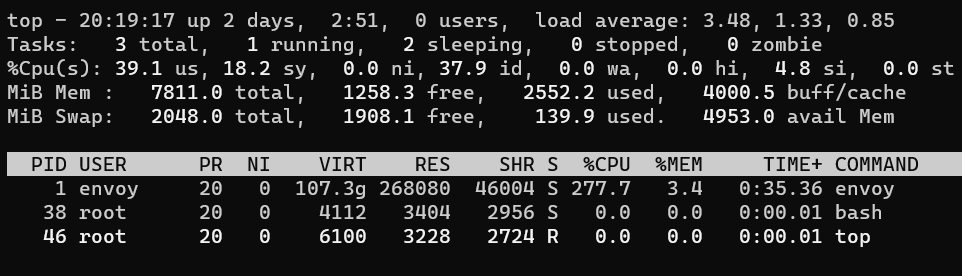 top - 20:19:17 up 2 days,  2:51,  0 users,  load average: 3.48, 1.33, 0.85
Tasks:   3 total,   1 running,   2 sleeping,   0 stopped,   0 zombie
%Cpu(s): 39.1 us, 18.2 sy,  0.0 ni, 37.9 id,  0.0 wa,  0.0 hi,  4.8 si,  0.0 st
MiB Mem :   7811.0 total,   1258.3 free,   2552.2 used,   4000.5 buff/cache
MiB Swap:   2048.0 total,   1908.1 free,    139.9 used.   4953.0 avail Mem
  PID USER      PR  NI    VIRT    RES    SHR S  %CPU  %MEM     TIME+ COMMAND
    1 envoy     20   0  107.3g 268080  46004 S 277.7   3.4   0:35.36 envoy
   38 root      20   0    4112   3404   2956 S   0.0   0.0   0:00.01 bash
   46 root      20   0    6100   3228   2724 R   0.0   0.0   0:00.01 top